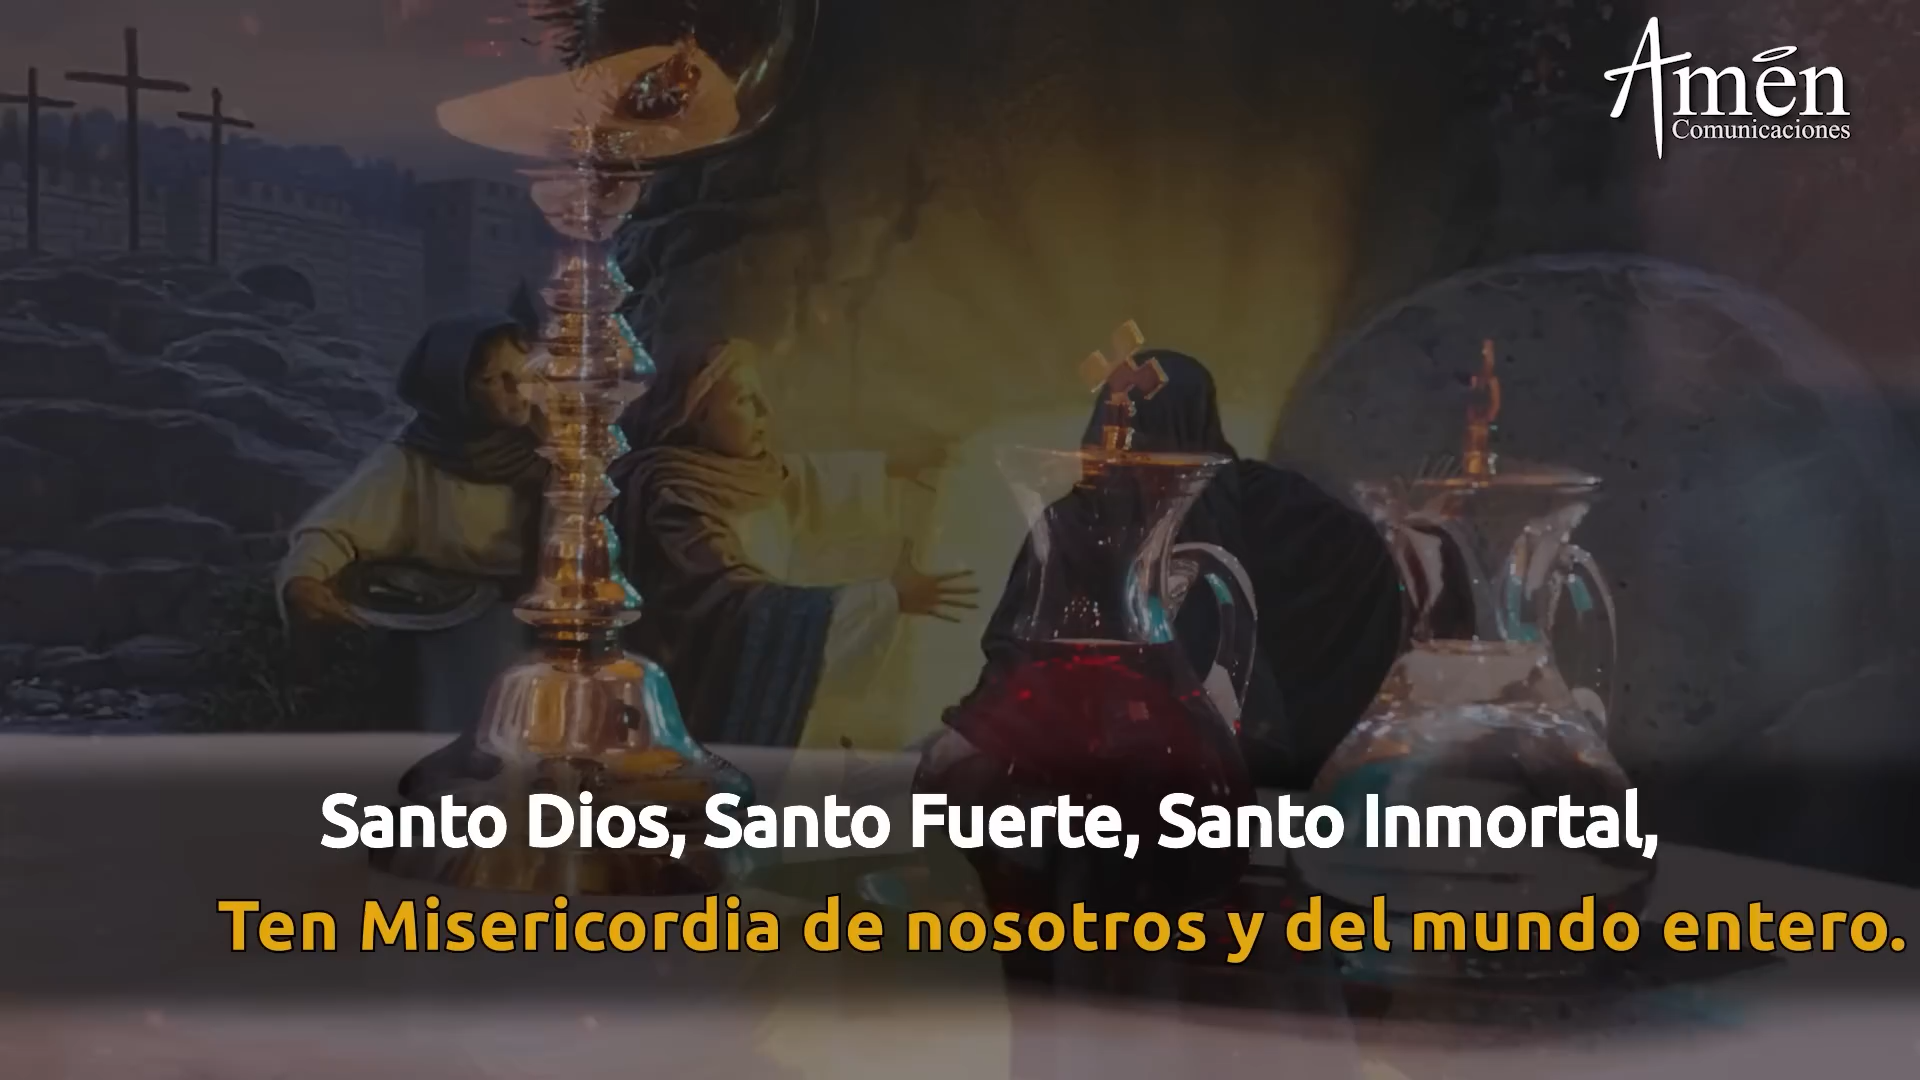 Amén
Comunicaciones
Santo Dios, Santo Fuerte, Santo Inmortal,
Ten Misericordia de nosotros y del mundo entero.